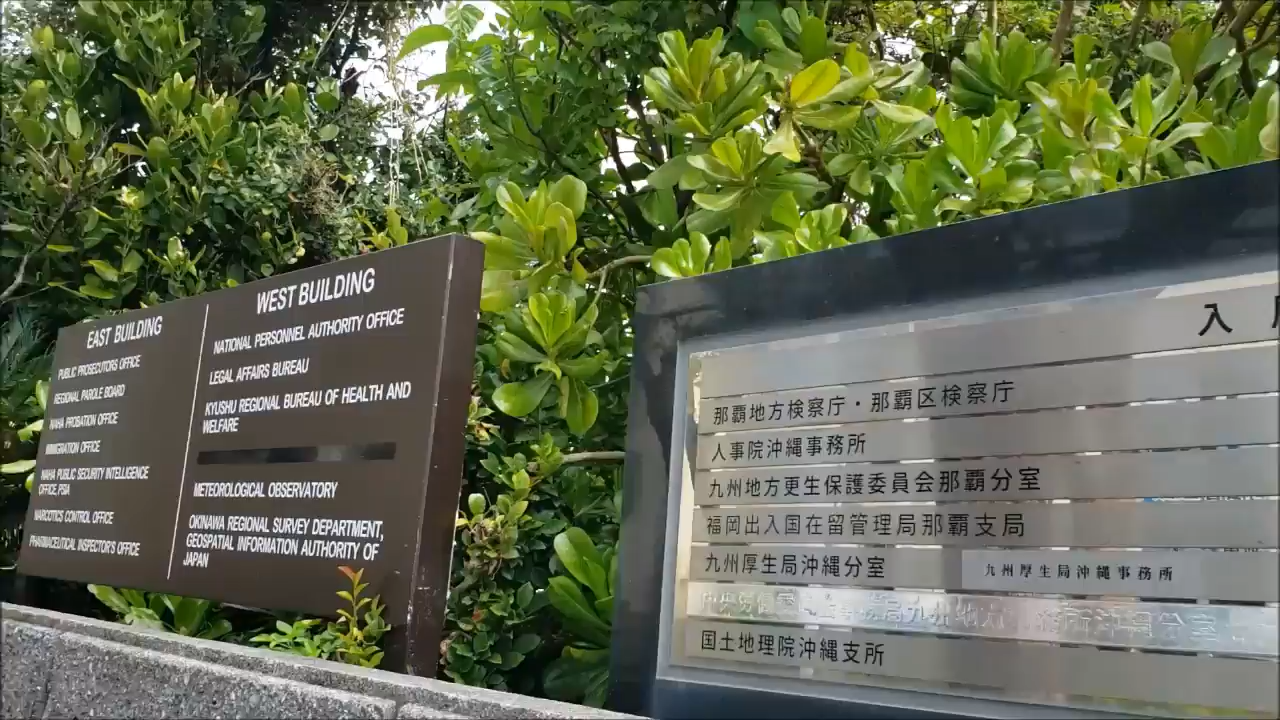 EAST BUILDING
PUBLIC PROSECUTORS OFFICE
REGIONAL PAROLE BOARD
NAHA PROBATION OFFICE
IMMIGRATION OFFICE
NAHA PUBLIC SECURITY INTELLIGENCE
OFFICE, PSIA
NARCOTICS CONTROL OFFICE
PHARMACEUTICAL INSPECTOR'S OFFICE
WEST BUILDING
NATIONAL PERSONNEL AUTHORITY OFFICE
LEGAL AFFAIRS BUREAU
KYUSHU REGIONAL BUREAU OF HEALTH AND
WELFARE
METEOROLOGICAL OBSERVATORY
OKINAWA REGIONAL SURVEY DEPARTMENT,
GEOSPATIAL INFORMATION AUTHORITY OF
JAPAN
入
那覇地方検察庁・那覇区検察庁
人事院沖縄事務所
九州地方更生保護委員会那覇分室
福岡出入国在留管理局那覇支局
九州厚生局沖縄分室 九州厚生局沖縄事務所
国土地理院沖縄支所